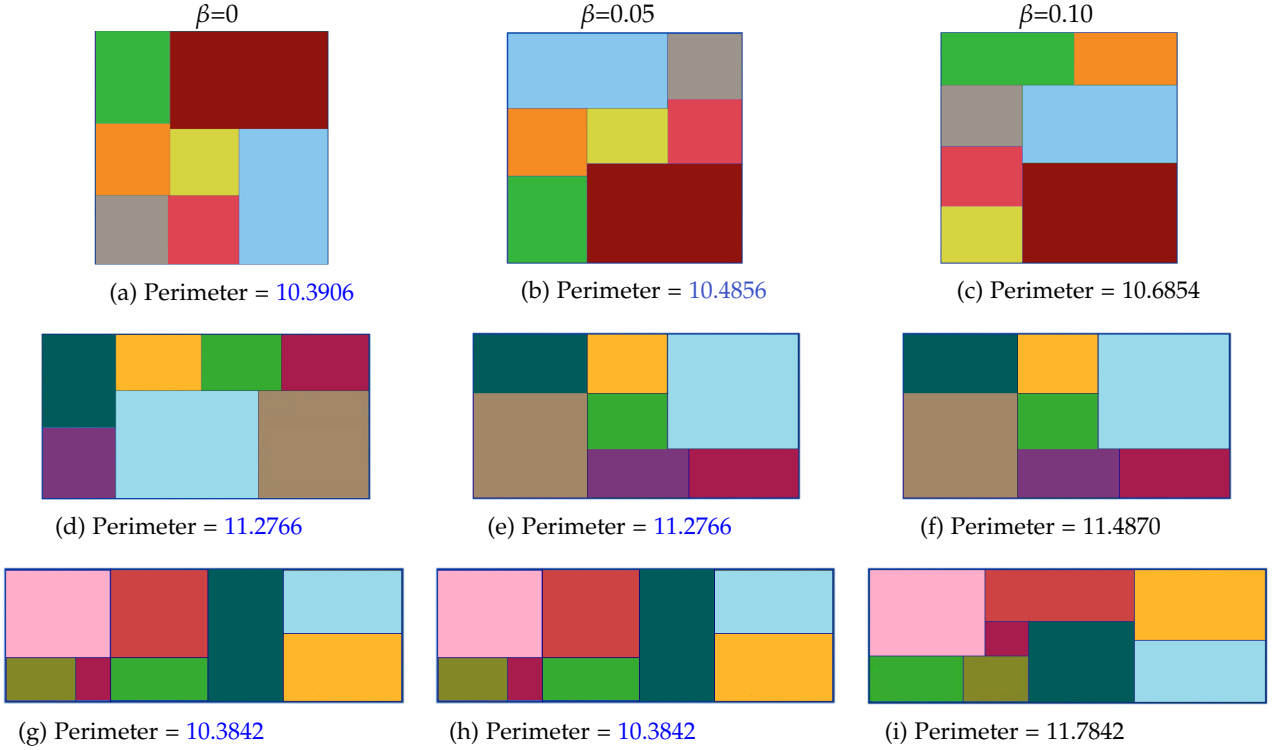 β=0 β=0.05 β=0.10
(a) Perimeter = 10.3906 (b) Perimeter = 10.4856 (c) Perimeter = 10.6854
(d) Perimeter = 11.2766 (e) Perimeter = 11.2766 (f) Perimeter = 11.4870
(g) Perimeter = 10.3842 (h) Perimeter = 10.3842 (i) Perimeter = 11.7842